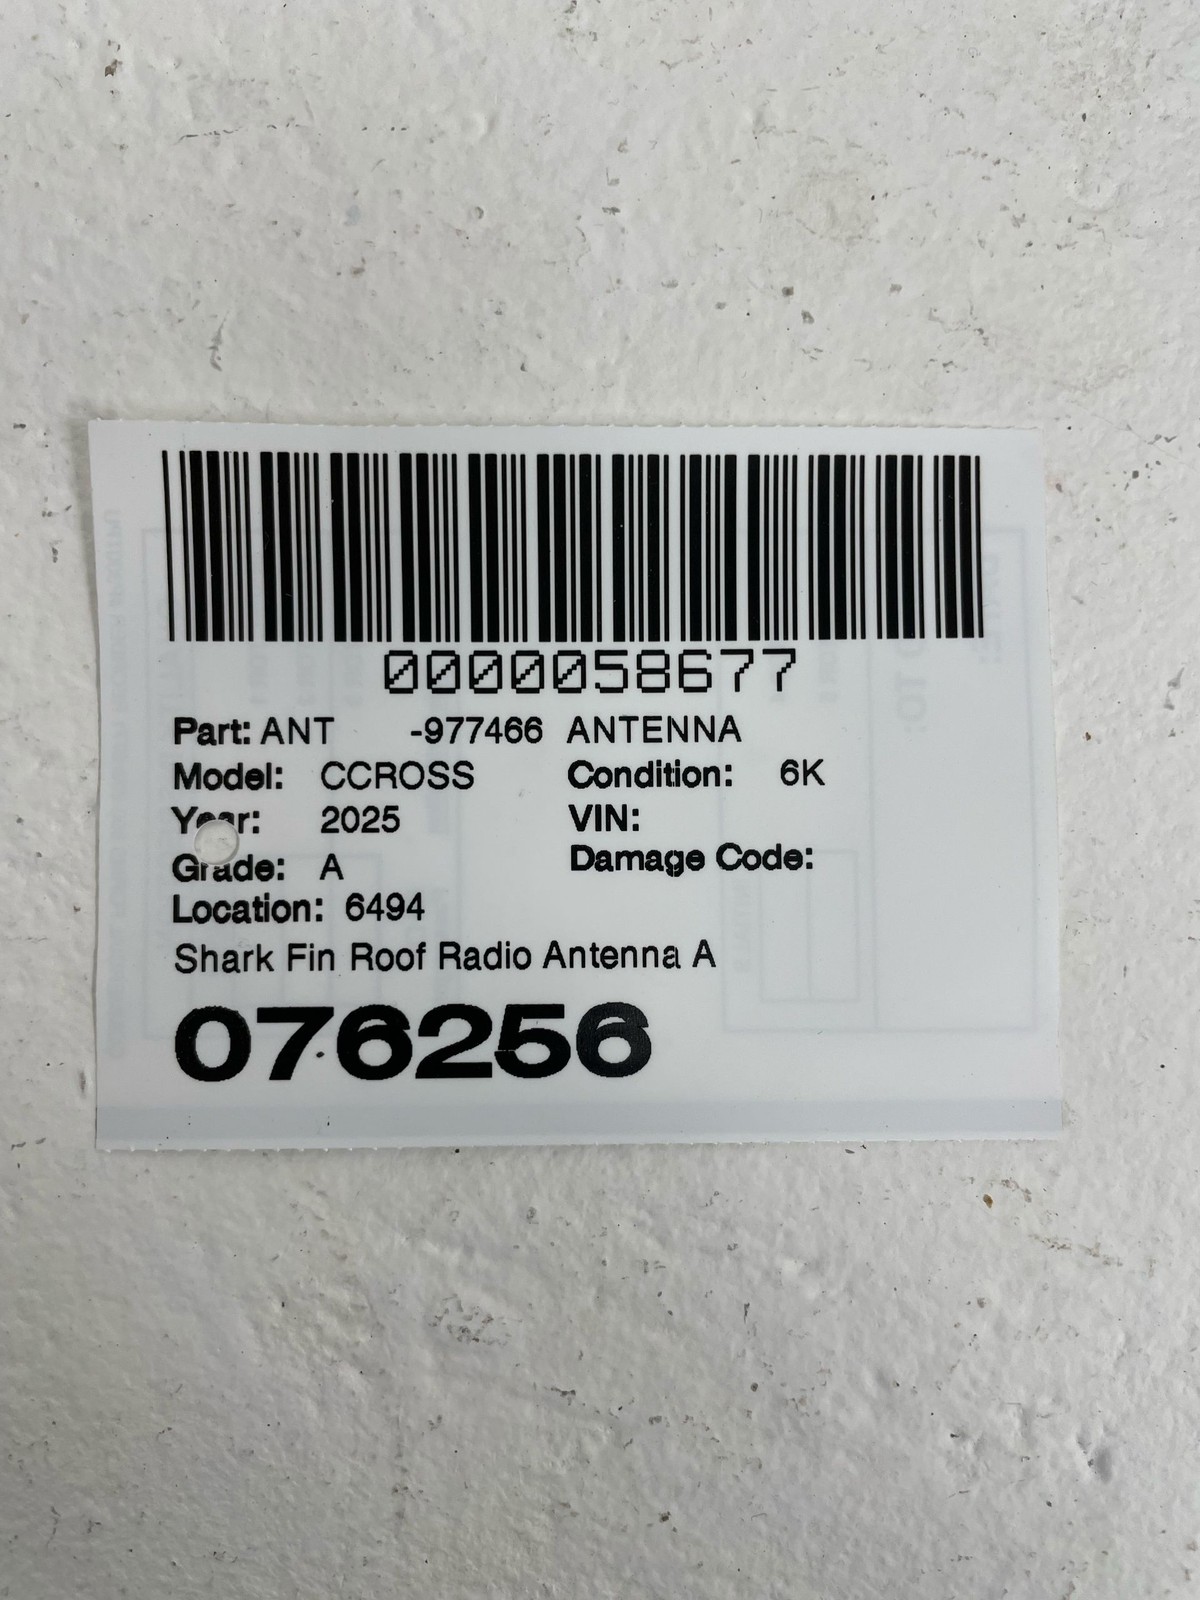 0000058677
Part: ANT -977466 ANTENNA
Model: CCROSS Condition: 6K
Year: 2025 VIN:
Grade: A Damage Code:
Location: 6494
Shark Fin Roof Radio Antenna A
076256